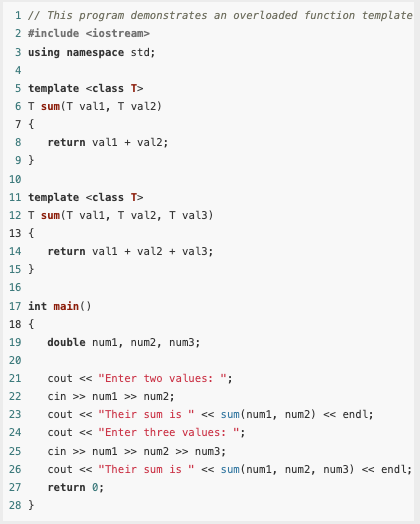 1 // This program demonstrates an overloaded function template
2 #include <iostream>
3 using namespace std;
4
5 template <class T>
6 T sum(T val1, T val2)
7 {
8    return val1 + val2;
9 }
10
11 template <class T>
12 T sum(T val1, T val2, T val3)
13 {
14    return val1 + val2 + val3;
15 }
16
17 int main()
18 {
19    double num1, num2, num3;
20
21    cout << "Enter two values: ";
22    cin >> num1 >> num2;
23    cout << "Their sum is " << sum(num1, num2) << endl;
24    cout << "Enter three values: ";
25    cin >> num1 >> num2 >> num3;
26    cout << "Their sum is " << sum(num1, num2, num3) << endl;
27    return 0;
28 }